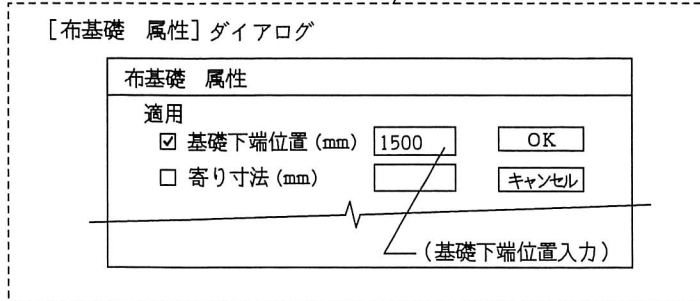 [布基礎 属性]ダイアログ
布基礎 属性
適用
☑ 基礎下端位置(mm) 1500 OK
☐ 寄り寸法(mm) キャンセル
(基礎下端位置入力)